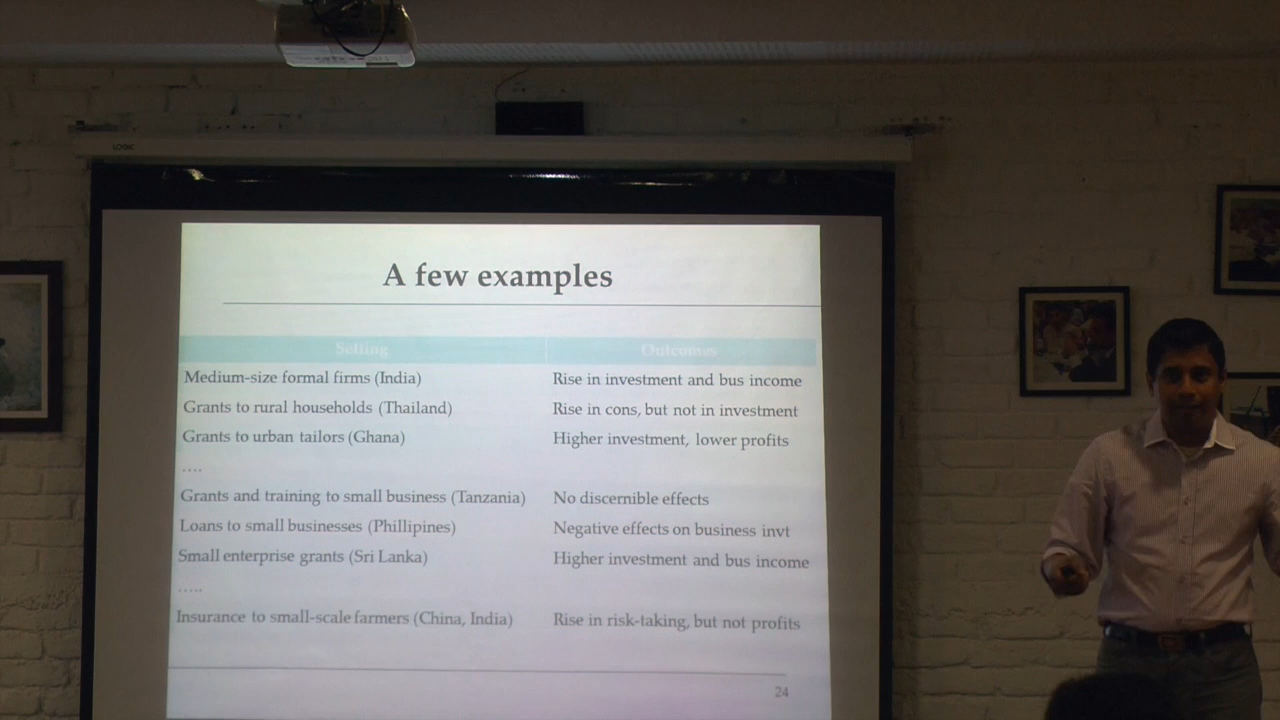 LOGIC
A few examples
Setting Outcomes
Medium-size formal firms (India) Rise in investment and bus income
Grants to rural households (Thailand) Rise in cons, but not in investment
Grants to urban tailors (Ghana) Higher investment, lower profits
....
Grants and training to small business (Tanzania) No discernible effects
Loans to small businesses (Phillipines) Negative effects on business invt
Small enterprise grants (Sri Lanka) Higher investment and bus income
.....
Insurance to small-scale farmers (China, India) Rise in risk-taking, but not profits
24